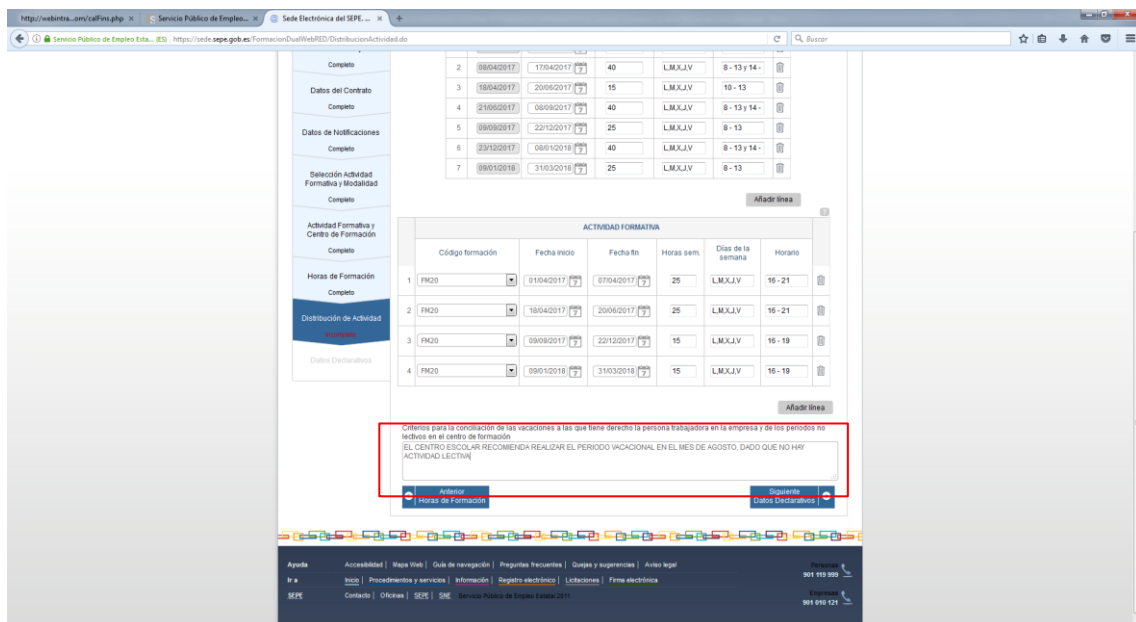 http://webintra...om/calFins.php ×
Servicio Público de Empleo... ×
Sede Electrónica del SEPE. ... ×
+
Servicio Público de Empleo Esta... (ES)
https://sede.sepe.gob.es/FormacionDualWebRED/DistribucionActividad.do
Buscar
Completo
Datos del Contrato
Completo
Datos de Notificaciones
Completo
Selección Actividad
Formativa y Modalidad
Completo
Actividad Formativa y
Centro de Formación
Completo
Horas de Formación
Completo
Distribución de Actividad
Incompleto
Datos Declarativos
2 08/04/2017 17/04/2017 40 L,M,X,J,V 8 - 13 y 14 -
3 18/04/2017 20/06/2017 15 L,M,X,J,V 10 - 13
4 21/06/2017 08/09/2017 40 L,M,X,J,V 8 - 13 y 14 -
5 09/09/2017 22/12/2017 25 L,M,X,J,V 8 - 13
6 23/12/2017 08/01/2018 40 L,M,X,J,V 8 - 13 y 14 -
7 09/01/2018 31/03/2018 25 L,M,X,J,V 8 - 13
Añadir línea
ACTIVIDAD FORMATIVA
Código formación Fecha inicio Fecha fin Horas sem. Días de la semana Horario
1 FM20 01/04/2017 07/04/2017 25 L,M,X,J,V 16 - 21
2 FM20 18/04/2017 20/06/2017 25 L,M,X,J,V 16 - 21
3 FM20 09/09/2017 22/12/2017 15 L,M,X,J,V 16 - 19
4 FM20 09/01/2018 31/03/2018 15 L,M,X,J,V 16 - 19
Añadir línea
Criterios para la conciliación de las vacaciones a las que tiene derecho la persona trabajadora en la empresa y de los periodos no
lectivos en el centro de formación
EL CENTRO ESCOLAR RECOMIENDA REALIZAR EL PERIODO VACACIONAL EN EL MES DE AGOSTO, DADO QUE NO HAY
ACTIVIDAD LECTIVA
Anterior
Horas de Formación
Siguiente
Datos Declarativos
Ayuda Accesibilidad | Mapa Web | Guía de navegación | Preguntas frecuentes | Quejas y sugerencias | Aviso legal
Ir a Inicio | Procedimientos y servicios | Información | Registro electrónico | Licitaciones | Firma electrónica
SEPE Contacto | Oficinas | SEPE | SNE Servicio Público de Empleo Estatal 2011
Personas
901 119 999
Empresas
901 010 121